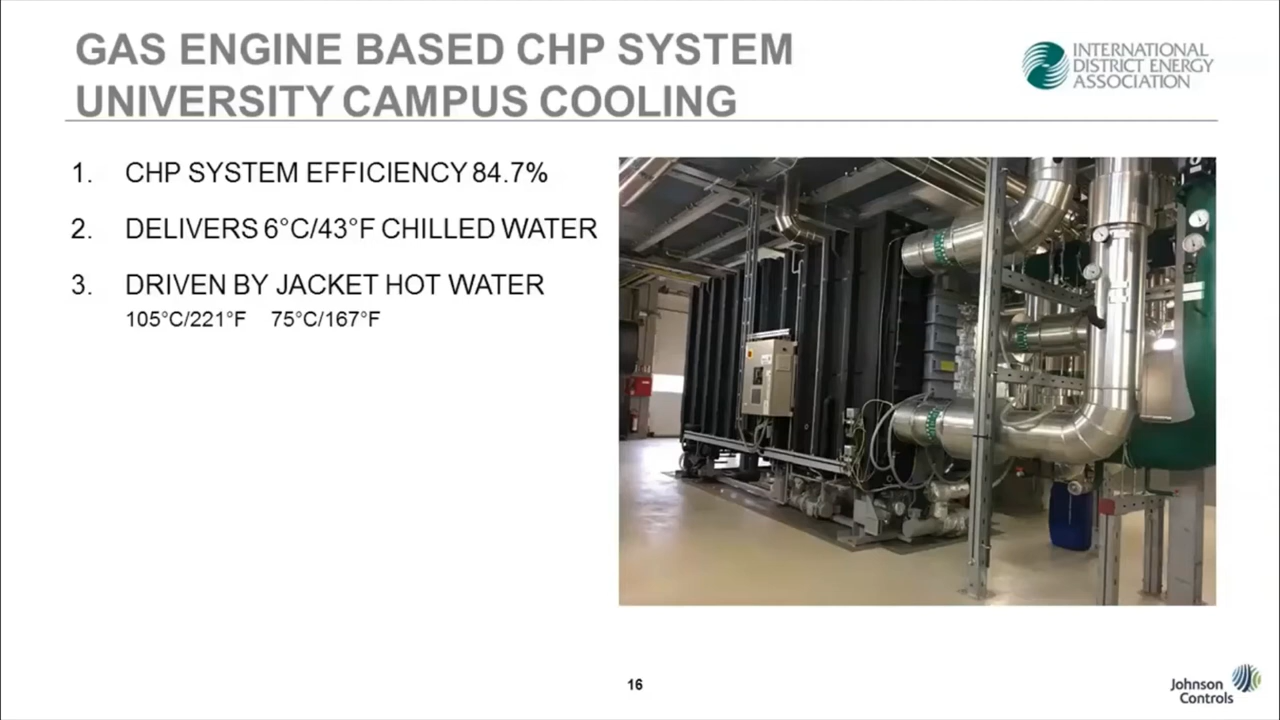 GAS ENGINE BASED CHP SYSTEM
UNIVERSITY CAMPUS COOLING
INTERNATIONAL
DISTRICT ENERGY
ASSOCIATION
1. CHP SYSTEM EFFICIENCY 84.7%
2. DELIVERS 6°C/43°F CHILLED WATER
3. DRIVEN BY JACKET HOT WATER
105°C/221°F 75°C/167°F
16
Johnson
Controls